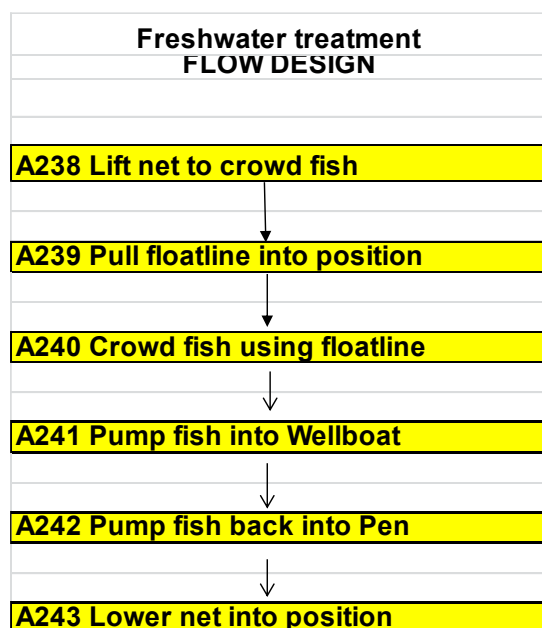 Freshwater treatment
FLOW DESIGN
A238 Lift net to crowd fish
A239 Pull floatline into position
A240 Crowd fish using floatline
A241 Pump fish into Wellboat
A242 Pump fish back into Pen
A243 Lower net into position